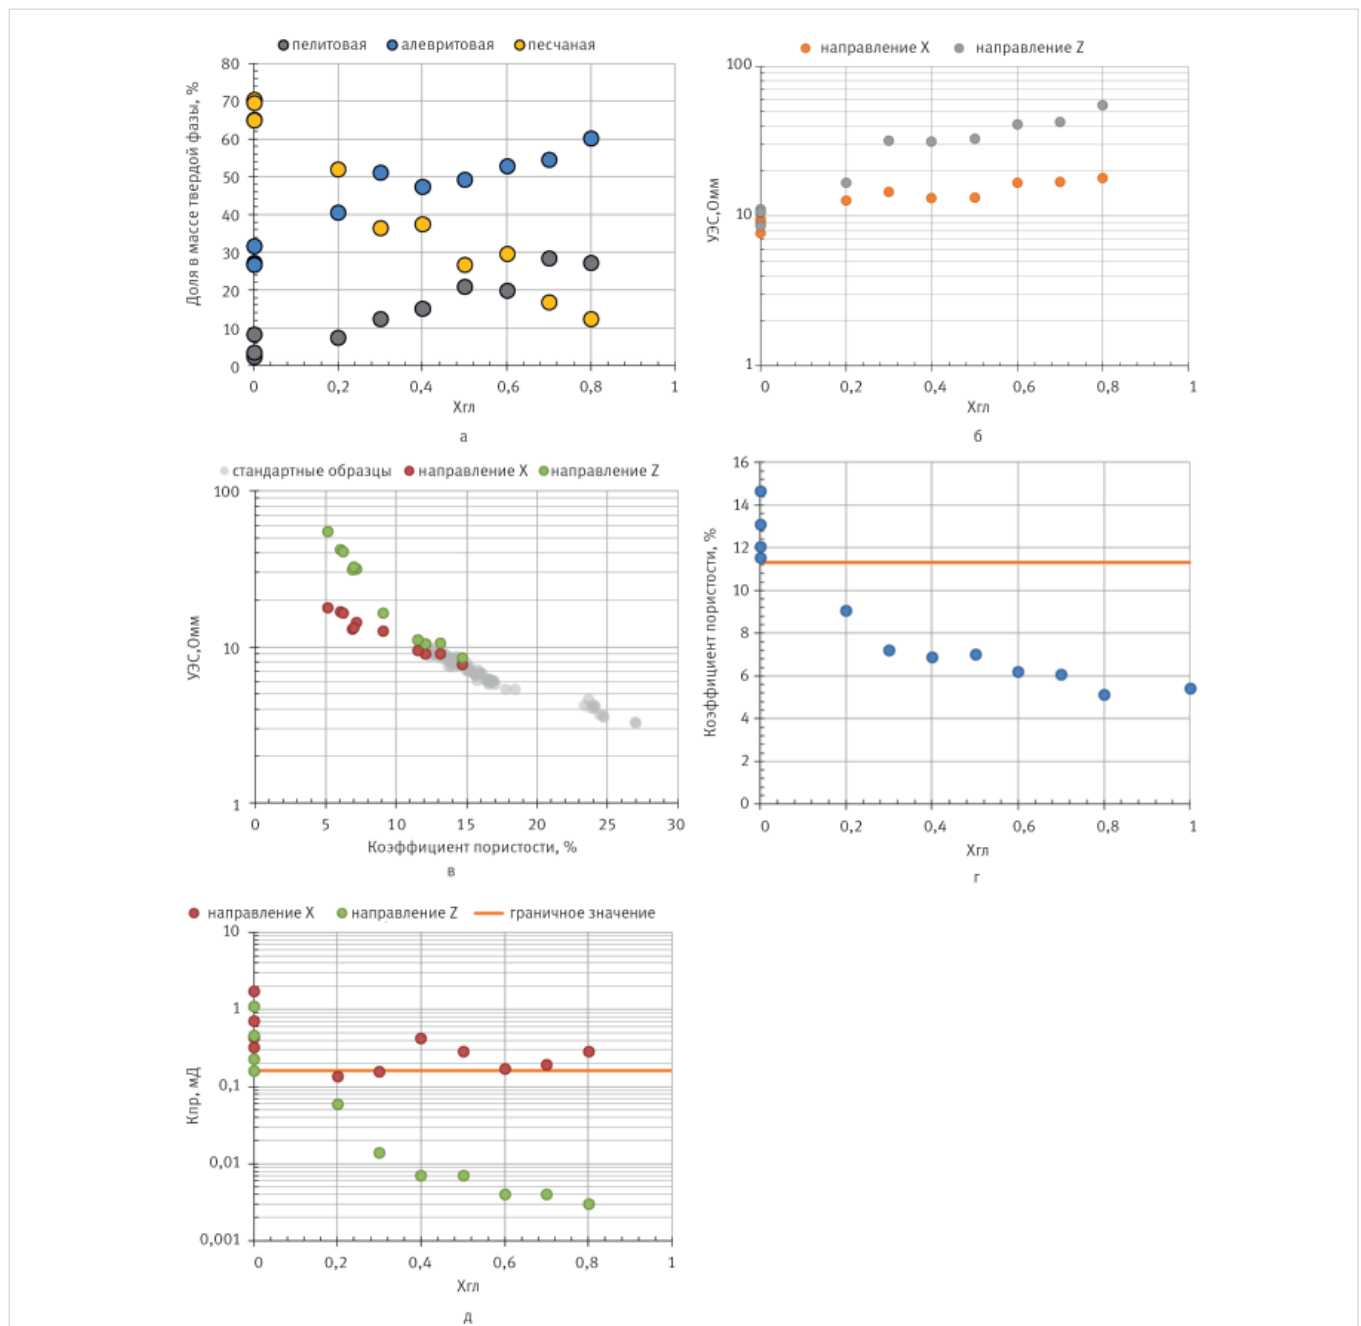 пелитовая алевритовая песчаная
Доля в массе твердой фазы, %
80
70
60
50
40
30
20
10
0
0 0,2 0,4 0,6 0,8 1
Хгл
а
направление X направление Z
УЭС,Омм
100
10
1
0 0,2 0,4 0,6 0,8 1
Хгл
б
стандартные образцы направление X направление Z
УЭС,Омм
100
10
1
0 5 10 15 20 25 30
Коэффициент пористости, %
в
Коэффициент пористости, %
16
14
12
10
8
6
4
2
0
0 0,2 0,4 0,6 0,8 1
Хгл
г
направление X направление Z граничное значение
Кпр, мД
10
1
0,1
0,01
0,001
0 0,2 0,4 0,6 0,8 1
Хгл
д